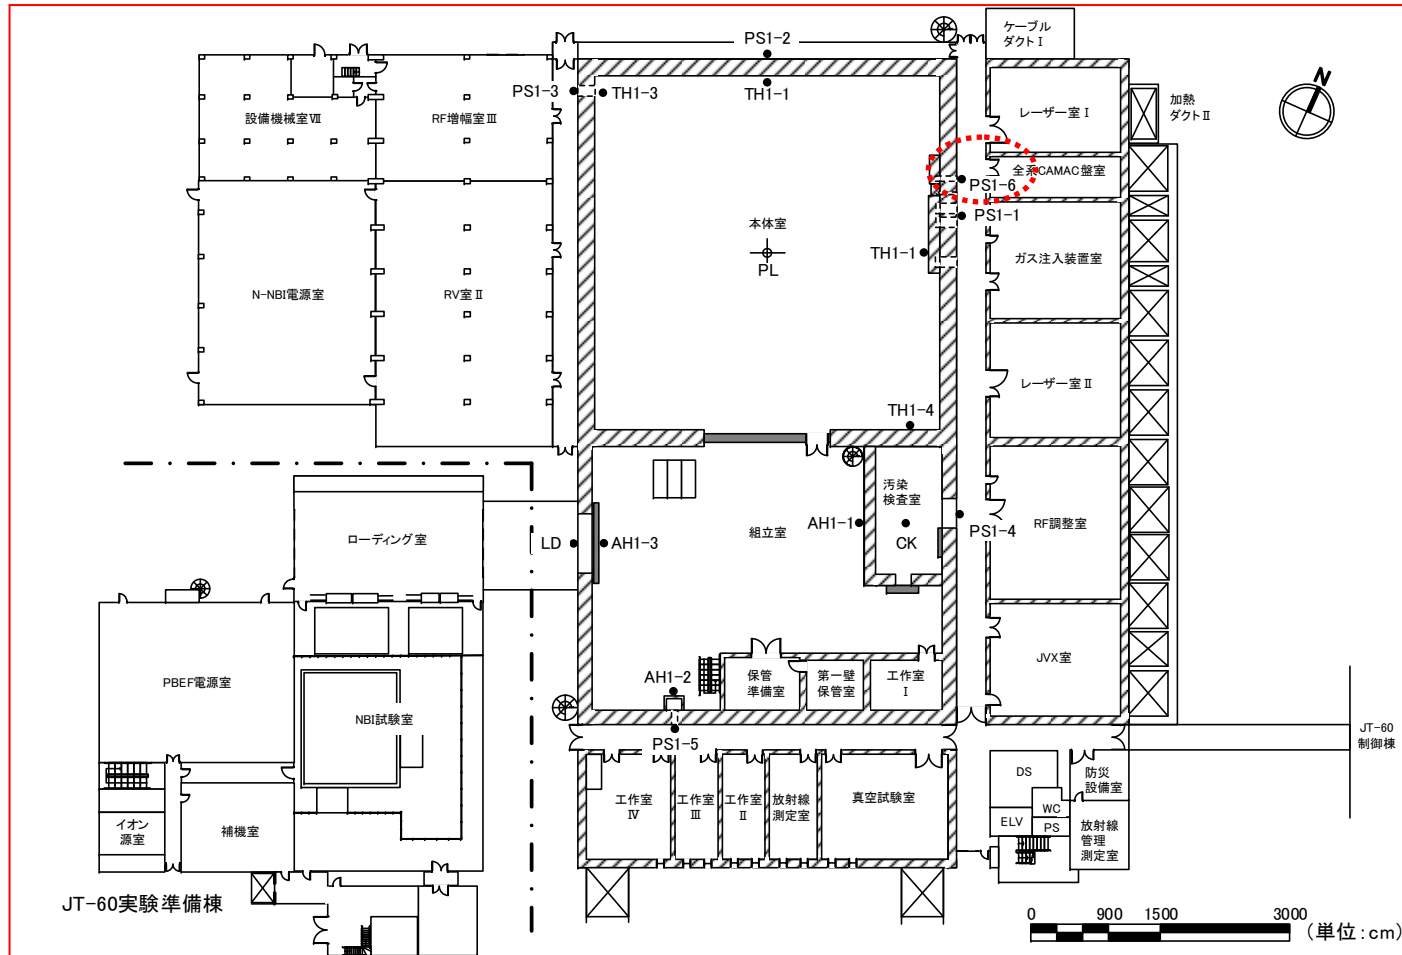 ケーブル
ダクトⅠ
PS1-2
N
PS1-3
TH1-3
TH1-1
レーザー室Ⅰ
加熱
ダクトⅡ
設備機械室Ⅶ
RF増幅室Ⅲ
全系CAMAC盤室
PS1-6
PS1-1
本体室
TH1-1
PL
ガス注入装置室
N-NBI電源室
RV室Ⅱ
レーザー室Ⅱ
TH1-4
汚染
検査室
AH1-1
CK
PS1-4
RF調整室
組立室
ローディング室
LD
AH1-3
JVX室
PBEF電源室
NBI試験室
AH1-2
保管
準備室
第一壁
保管室
工作室
Ⅰ
PS1-5
JT-60
制御棟
DS
防災
設備室
WC
ELV
PS
放射線
管理
測定室
工作室
Ⅳ
工作室
Ⅲ
工作室
Ⅱ
放射線
測定室
真空試験室
イオン
源室
補機室
JT-60実験準備棟
0 900 1500 3000
(単位:cm)